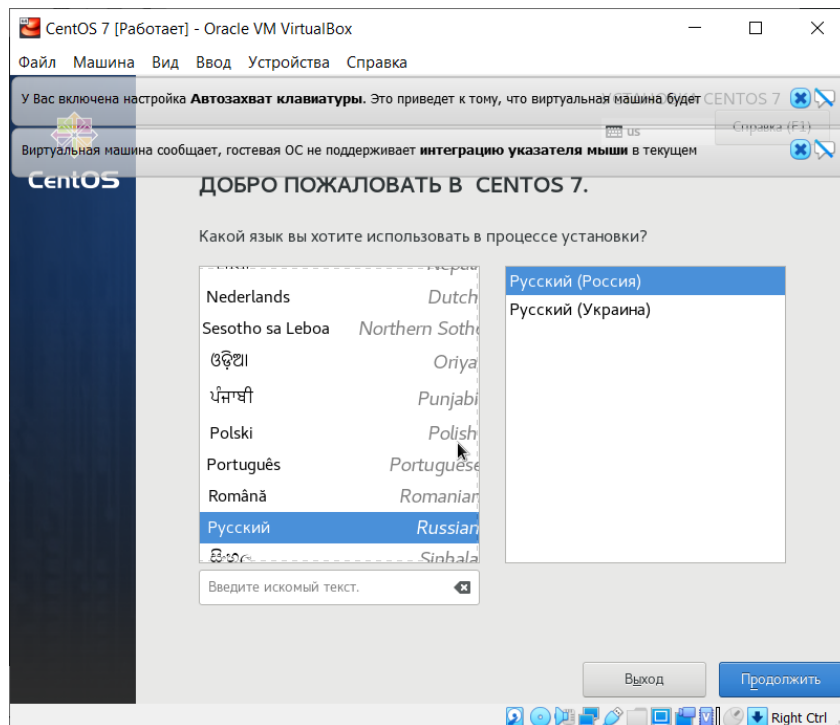 CentOS 7 [Работает] - Oracle VM VirtualBox
Файл Машина Вид Ввод Устройства Справка
У Вас включена настройка Автозахват клавиатуры. Это приведет к тому, что виртуальная машина будет
УСТАНОВКА CENTOS 7
us
Справка (F1)
Виртуальная машина сообщает, гостевая ОС не поддерживает интеграцию указателя мыши в текущем
CentOS
ДОБРО ПОЖАЛОВАТЬ В CENTOS 7.
Какой язык вы хотите использовать в процессе установки?
Nepali
Nederlands Dutch
Sesotho sa Leboa Northern Sotho
ଓଡ଼ିଆ Oriya
ਪੰਜਾਬੀ Punjabi
Polski Polish
Português Portuguese
Română Romanian
Русский Russian
සිංහල Sinhala
Русский (Россия)
Русский (Украина)
Введите искомый текст.
Выход
Продолжить
Right Ctrl